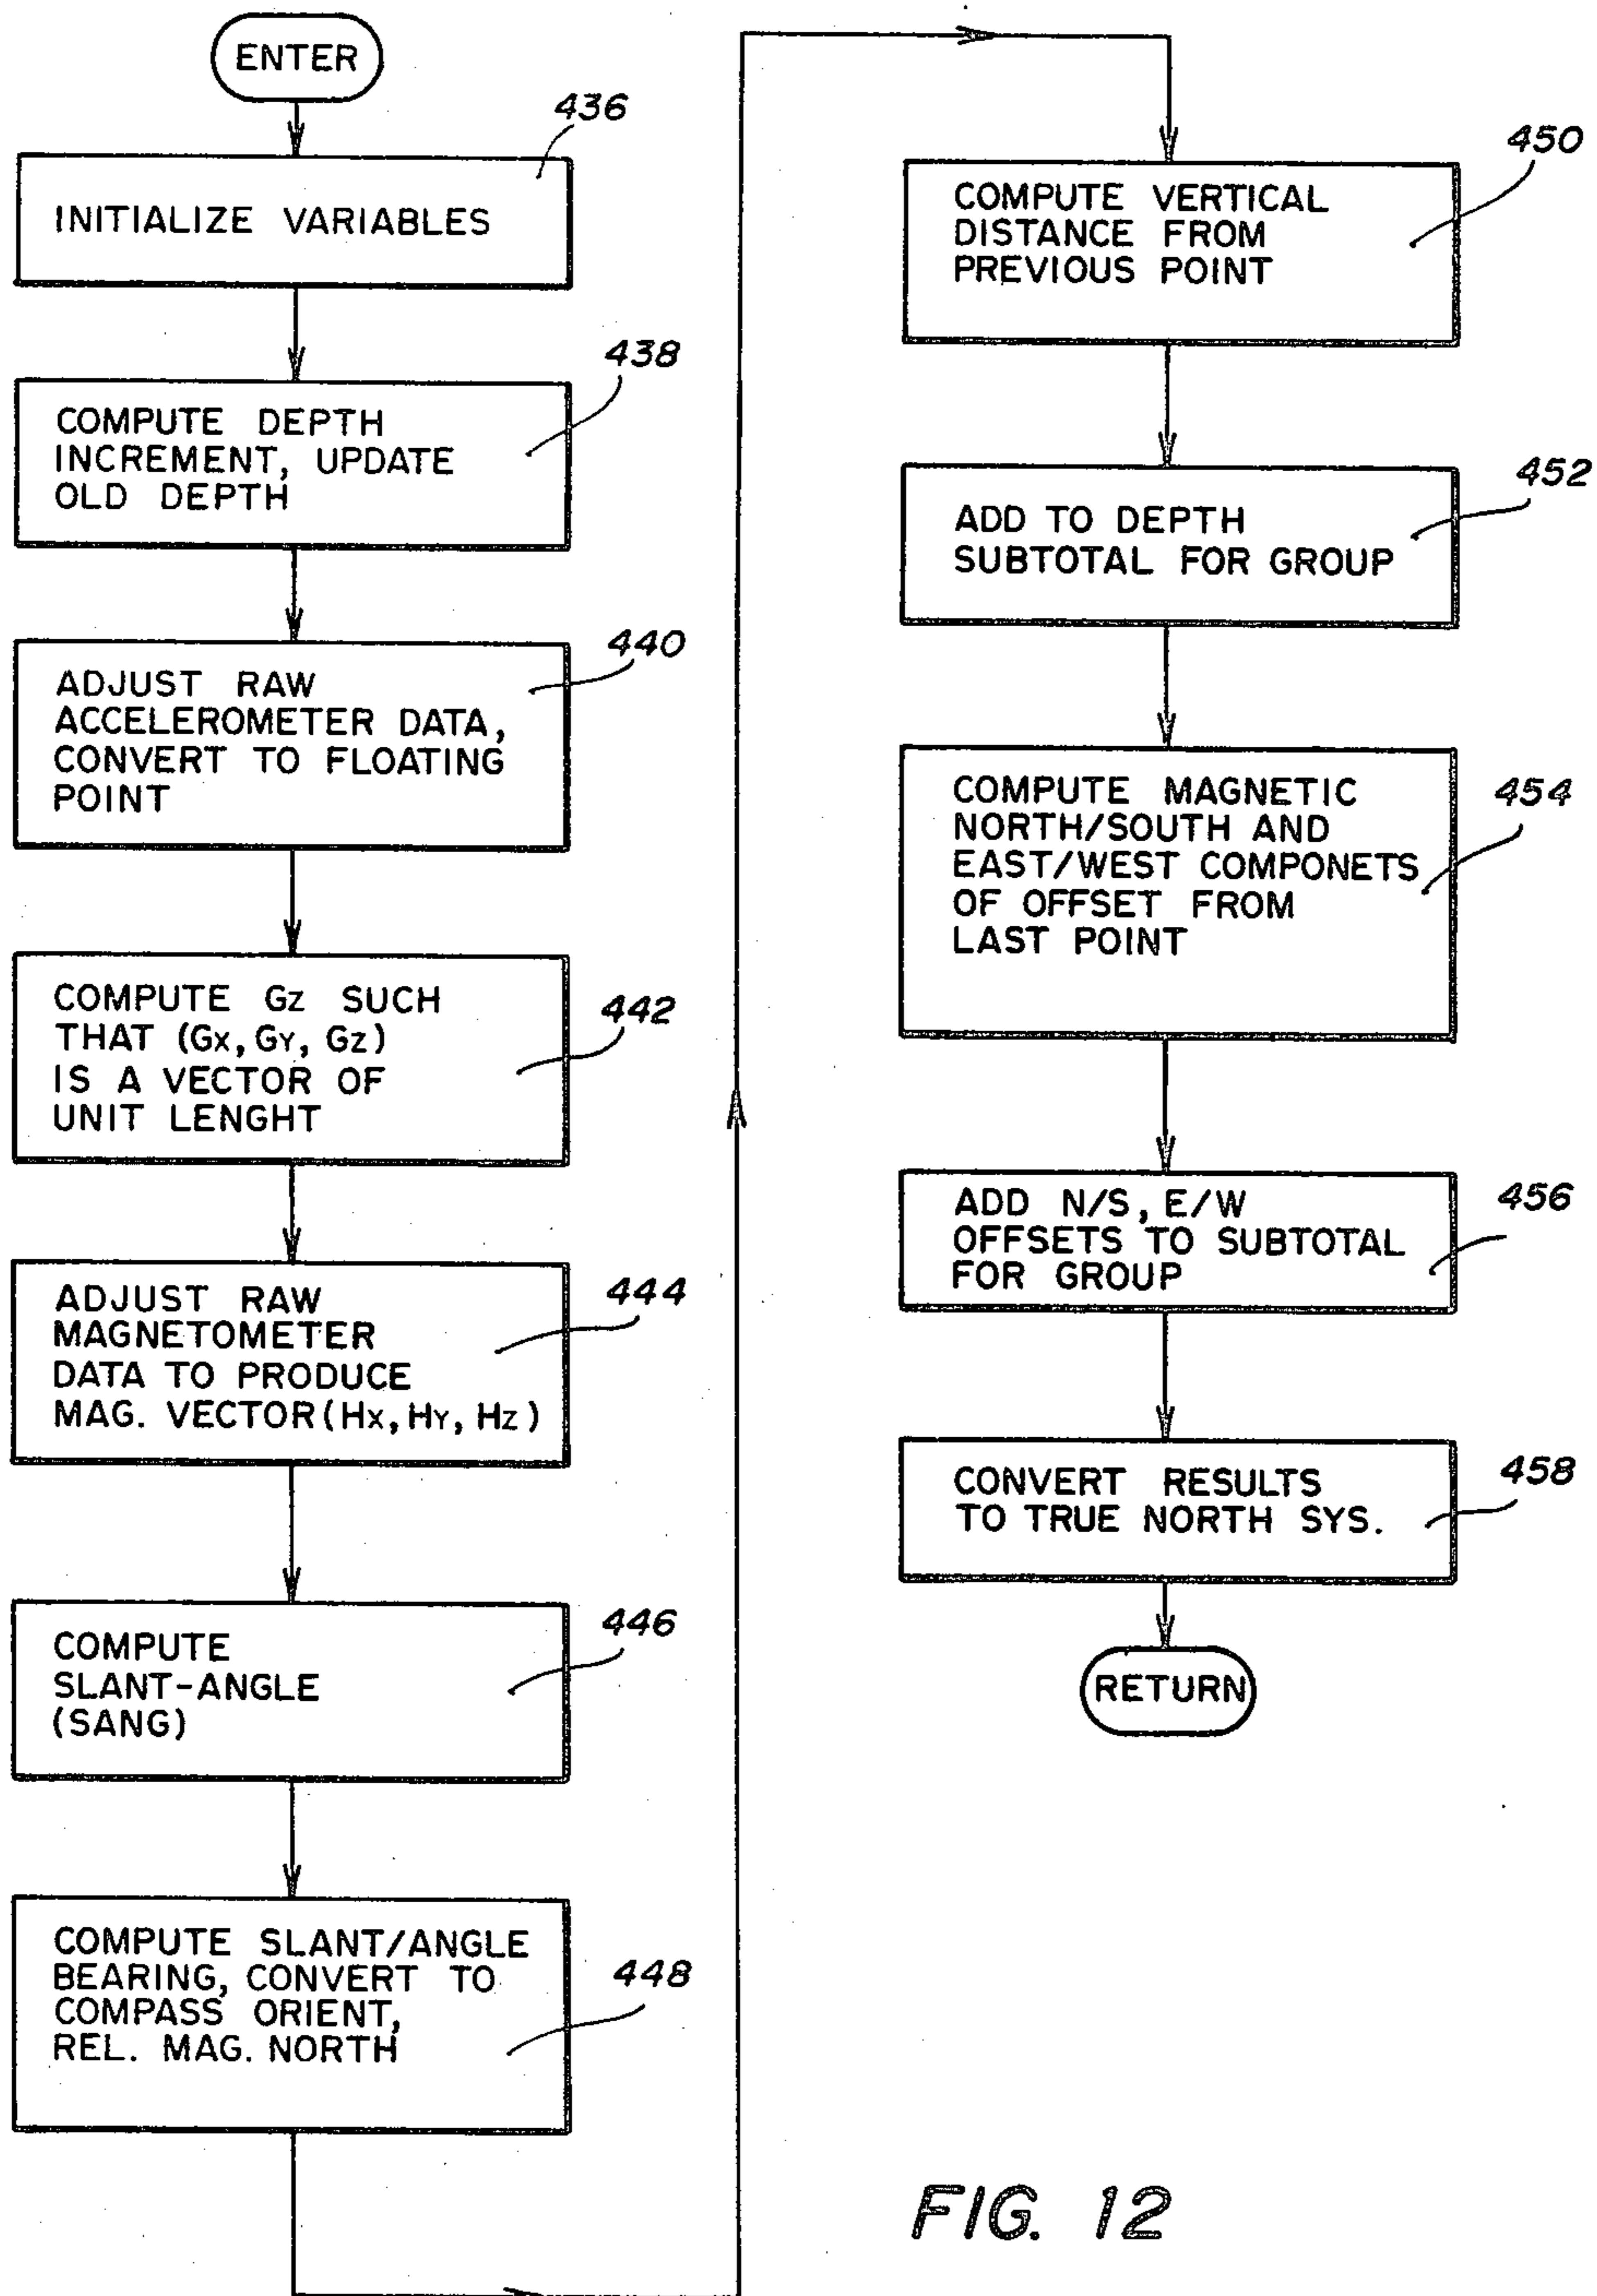 ENTER
436
INITIALIZE VARIABLES
438
COMPUTE DEPTH
INCREMENT, UPDATE
OLD DEPTH
440
ADJUST RAW
ACCELEROMETER DATA,
CONVERT TO FLOATING
POINT
442
COMPUTE GZ SUCH
THAT (GX, GY, GZ)
IS A VECTOR OF
UNIT LENGHT
444
ADJUST RAW
MAGNETOMETER
DATA TO PRODUCE
MAG. VECTOR (HX, HY, HZ)
446
COMPUTE
SLANT-ANGLE
(SANG)
448
COMPUTE SLANT/ANGLE
BEARING, CONVERT TO
COMPASS ORIENT,
REL. MAG. NORTH
450
COMPUTE VERTICAL
DISTANCE FROM
PREVIOUS POINT
452
ADD TO DEPTH
SUBTOTAL FOR GROUP
454
COMPUTE MAGNETIC
NORTH/SOUTH AND
EAST/WEST COMPONETS
OF OFFSET FROM
LAST POINT
456
ADD N/S, E/W
OFFSETS TO SUBTOTAL
FOR GROUP
458
CONVERT RESULTS
TO TRUE NORTH SYS.
RETURN
FIG. 12